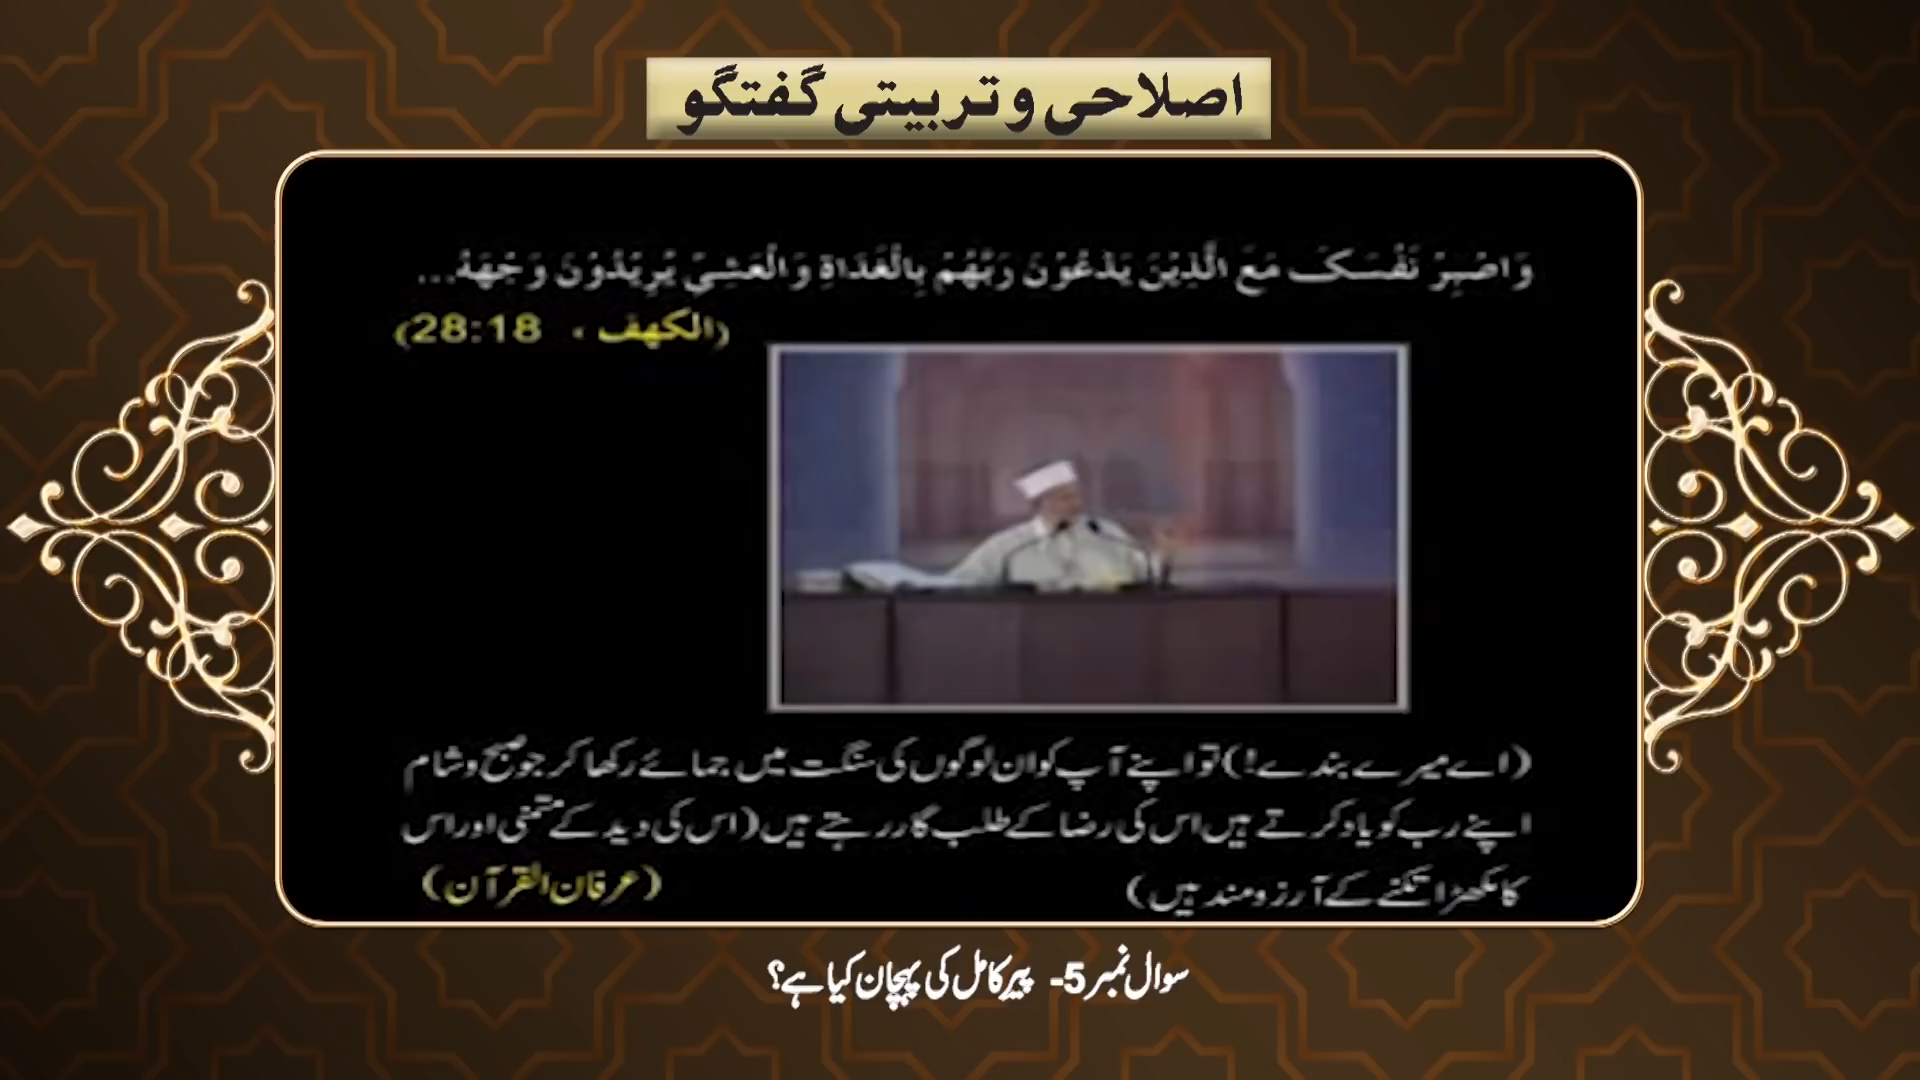 اصلاحی و تربیتی گفتگو
وَاصْبِرْ نَفْسَکَ مَعَ الَّذِیْنَ یَدْعُوْنَ رَبَّهُمْ بِالْغَدَاةِ وَالْعَشِیِّ یُرِیْدُوْنَ وَجْهَهٗ...
(الکهف ، 28:18)
(اے میرے بندے!) تو اپنے آپ کو ان لوگوں کی سنگت میں جمائے رکھا کر جو صبح و شام
اپنے رب کو یاد کرتے ہیں اس کی رضا کے طلب گار رہتے ہیں (اس کی دید کے متمنی اور اس
کا مکھڑا تکنے کے آرزو مند ہیں) (عرفان القرآن)
سوال نمبر 5- پیر کامل کی پہچان کیا ہے؟